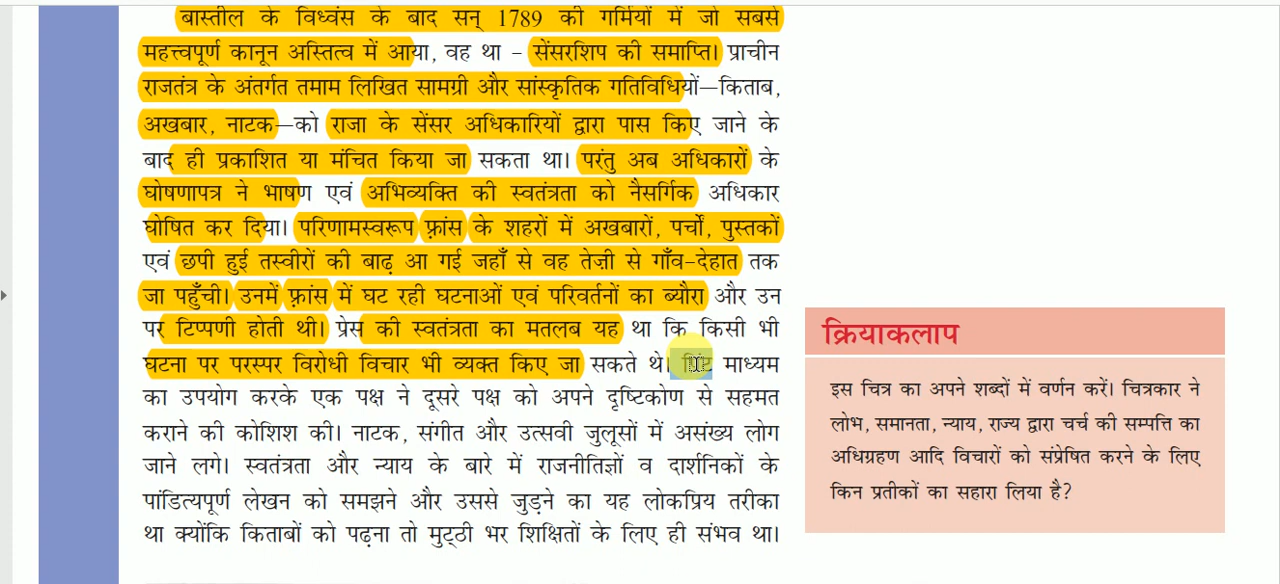 बास्तील के विध्वंस के बाद सन् 1789 की गर्मियों में जो सबसे
महत्त्वपूर्ण कानून अस्तित्व में आया, वह था – सेंसरशिप की समाप्ति। प्राचीन
राजतंत्र के अंतर्गत तमाम लिखित सामग्री और सांस्कृतिक गतिविधियों—किताब,
अखबार, नाटक—को राजा के सेंसर अधिकारियों द्वारा पास किए जाने के
बाद ही प्रकाशित या मंचित किया जा सकता था। परंतु अब अधिकारों के
घोषणापत्र ने भाषण एवं अभिव्यक्ति की स्वतंत्रता को नैसर्गिक अधिकार
घोषित कर दिया। परिणामस्वरूप फ़्रांस के शहरों में अखबारों, पर्चों, पुस्तकों
एवं छपी हुई तस्वीरों की बाढ़ आ गई जहाँ से वह तेज़ी से गाँव-देहात तक
जा पहुँची। उनमें फ़्रांस में घट रही घटनाओं एवं परिवर्तनों का ब्यौरा और उन
पर टिप्पणी होती थी। प्रेस की स्वतंत्रता का मतलब यह था कि किसी भी
घटना पर परस्पर विरोधी विचार भी व्यक्त किए जा सकते थे। प्रिंट माध्यम
का उपयोग करके एक पक्ष ने दूसरे पक्ष को अपने दृष्टिकोण से सहमत
कराने की कोशिश की। नाटक, संगीत और उत्सवी जुलूसों में असंख्य लोग
जाने लगे। स्वतंत्रता और न्याय के बारे में राजनीतिज्ञों व दार्शनिकों के
पांडित्यपूर्ण लेखन को समझने और उससे जुड़ने का यह लोकप्रिय तरीका
था क्योंकि किताबों को पढ़ना तो मुट्ठी भर शिक्षितों के लिए ही संभव था।
क्रियाकलाप
इस चित्र का अपने शब्दों में वर्णन करें। चित्रकार ने
लोभ, समानता, न्याय, राज्य द्वारा चर्च की सम्पत्ति का
अधिग्रहण आदि विचारों को संप्रेषित करने के लिए
किन प्रतीकों का सहारा लिया है?